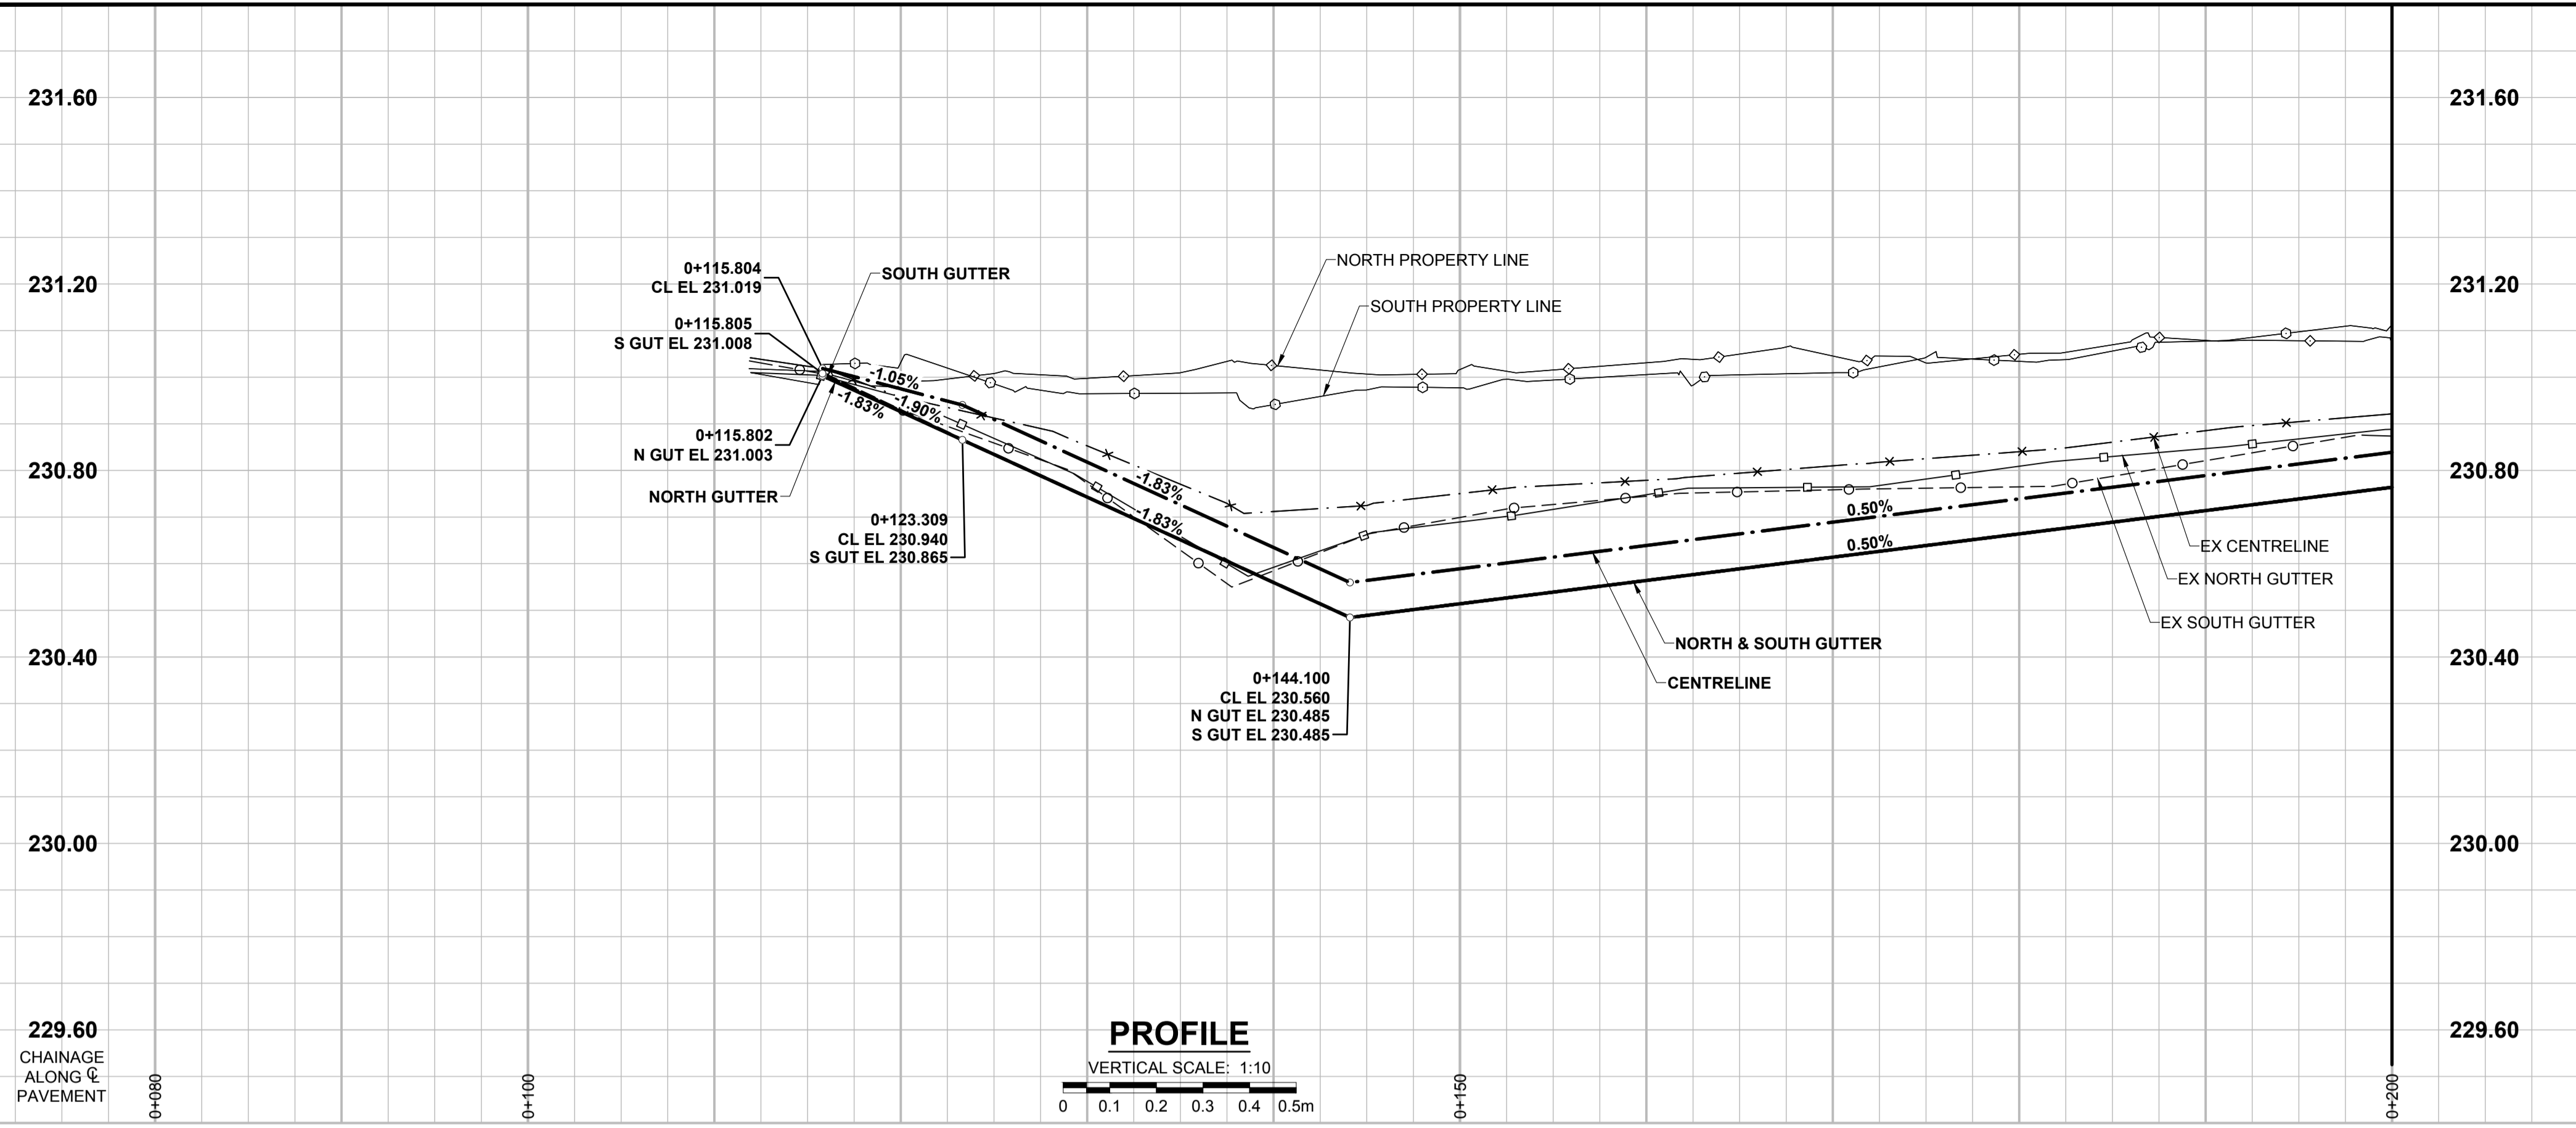 231.60
231.60
231.20
231.20
0+115.804
CL EL 231.019
0+115.805
S GUT EL 231.008
0+115.802
N GUT EL 231.003
NORTH GUTTER
SOUTH GUTTER
NORTH PROPERTY LINE
SOUTH PROPERTY LINE
-1.05%
-1.90%
-1.83%
0+123.309
CL EL 230.940
S GUT EL 230.865
-1.83%
-1.83%
230.80
230.80
0.50%
0.50%
EX CENTRELINE
EX NORTH GUTTER
EX SOUTH GUTTER
NORTH & SOUTH GUTTER
CENTRELINE
0+144.100
CL EL 230.560
N GUT EL 230.485
S GUT EL 230.485
230.40
230.40
230.00
230.00
229.60
229.60
CHAINAGE
ALONG ℄
PAVEMENT
0+080
0+100
PROFILE
VERTICAL SCALE: 1:10
0 0.1 0.2 0.3 0.4 0.5m
0+150
0+200